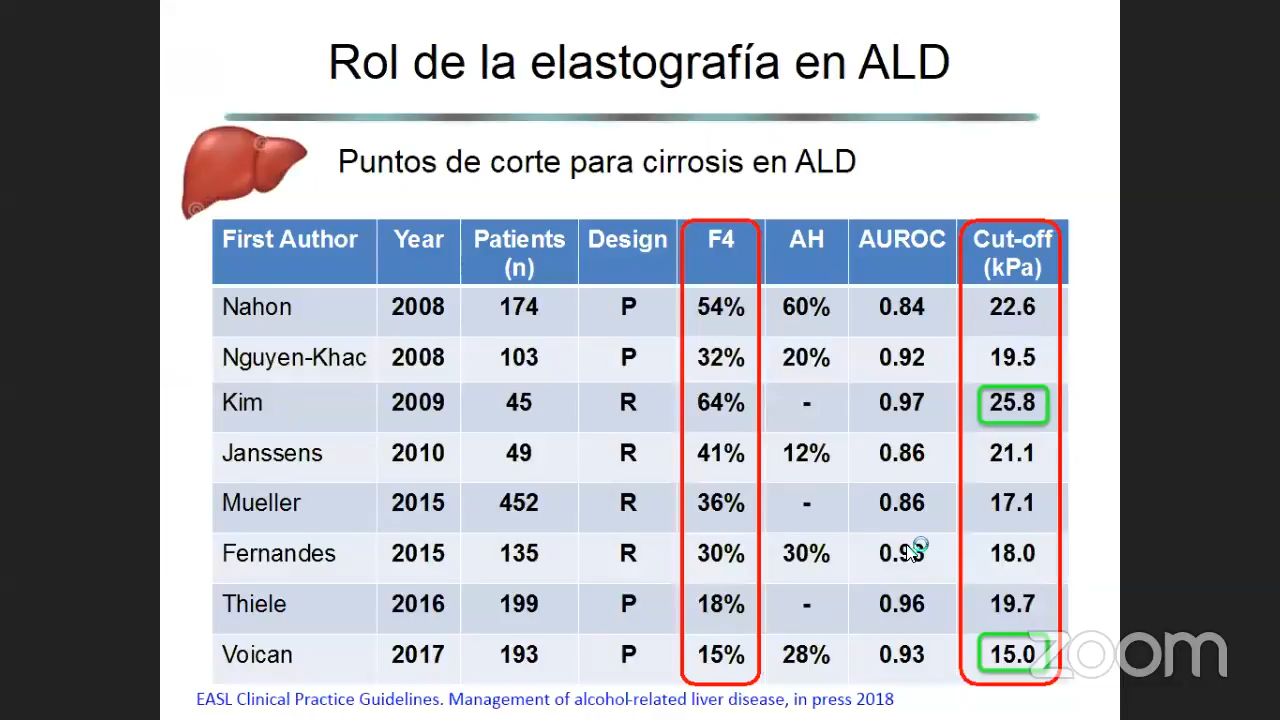 Rol de la elastografía en ALD
Puntos de corte para cirrosis en ALD
First Author Year Patients (n) Design F4 AH AUROC Cut-off (kPa)
Nahon 2008 174 P 54% 60% 0.84 22.6
Nguyen-Khac 2008 103 P 32% 20% 0.92 19.5
Kim 2009 45 R 64% - 0.97 25.8
Janssens 2010 49 R 41% 12% 0.86 21.1
Mueller 2015 452 R 36% - 0.86 17.1
Fernandes 2015 135 R 30% 30% 18.0
Thiele 2016 199 P 18% - 0.96 19.7
Voican 2017 193 P 15% 28% 0.93 15.0
zoom
EASL Clinical Practice Guidelines. Management of alcohol-related liver disease, in press 2018